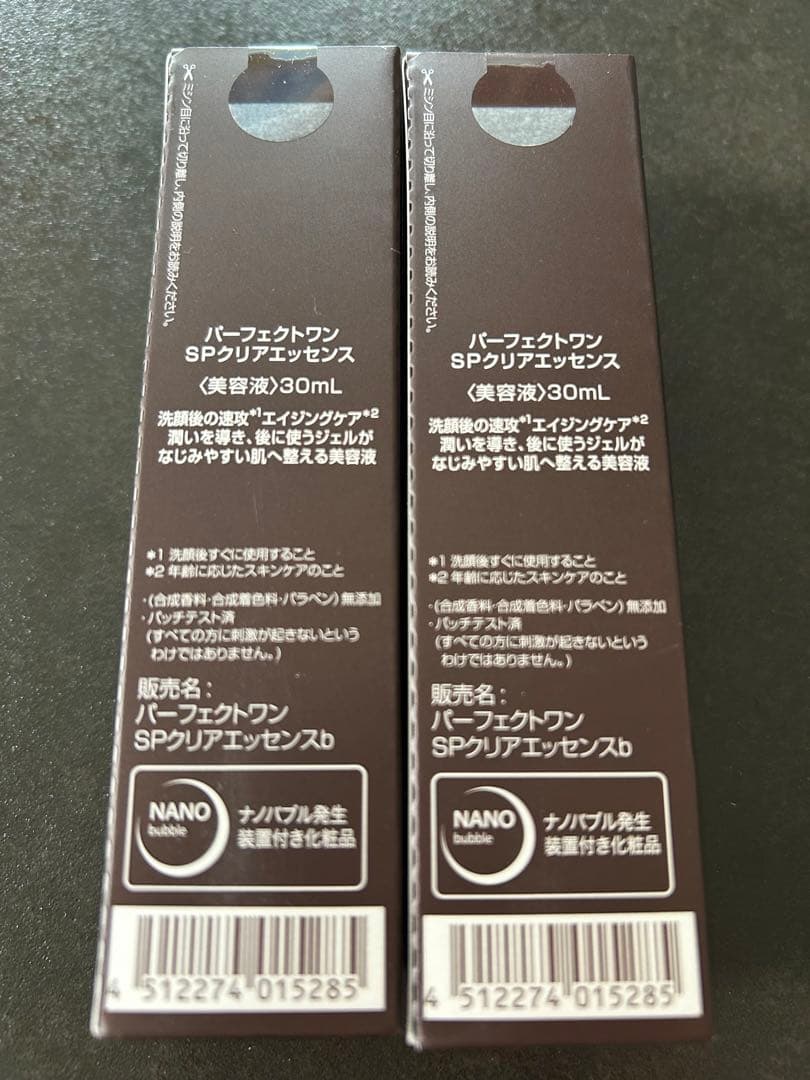 ミシン目に沿って切り離し、内側の説明をお読みください。
パーフェクトワン
SPクリアエッセンス
〈美容液〉30mL
洗顔後の速攻*1エイジングケア*2
潤いを導き、後に使うジェルが
なじみやすい肌へ整える美容液
*1 洗顔後すぐに使用すること
*2 年齢に応じたスキンケアのこと
・(合成香料・合成着色料・パラベン)無添加
・パッチテスト済
(すべての方に刺激が起きないという
わけではありません。)
販売名：
パーフェクトワン
SPクリアエッセンスb
NANO
bubble
ナノバブル発生
装置付き化粧品
4 512274 015285
ミシン目に沿って切り離し、内側の説明をお読みください。
パーフェクトワン
SPクリアエッセンス
〈美容液〉30mL
洗顔後の速攻*1エイジングケア*2
潤いを導き、後に使うジェルが
なじみやすい肌へ整える美容液
*1 洗顔後すぐに使用すること
*2 年齢に応じたスキンケアのこと
・(合成香料・合成着色料・パラベン)無添加
・パッチテスト済
(すべての方に刺激が起きないという
わけではありません。)
販売名：
パーフェクトワン
SPクリアエッセンスb
NANO
bubble
ナノバブル発生
装置付き化粧品
4 512274 015285